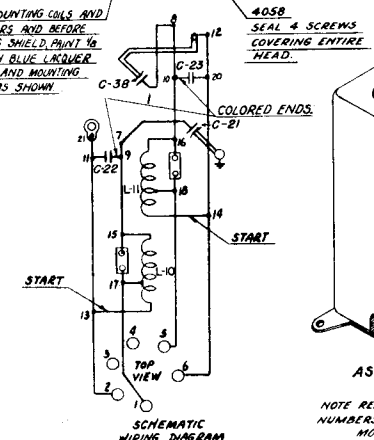 MOUNTING COILS AND
RS AND BEFORE
SHIELD, PAINT 1/8
BLUE LACQUER
AND MOUNTING
AS SHOWN
4058
SEAL 4 SCREWS
COVERING ENTIRE
HEAD.
8
12
C-38
C-23
10
20
COLORED ENDS.
C-21
7
21
11
9
C-22
16
L-11
18
14
START
15
L-10
START
17
13
4
5
3
TOP
VIEW
6
2
1
SCHEMATIC
WIRING DIAGRAM
AS
NOTE RE
NUMBERS
MO